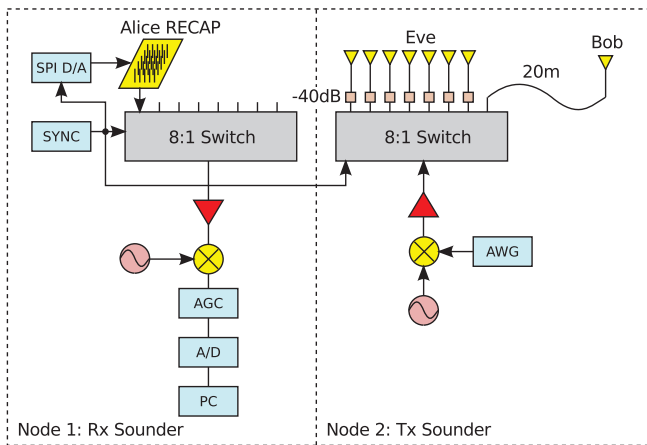 Alice RECAP
SPI D/A
SYNC
8:1 Switch
AGC
A/D
PC
Node 1: Rx Sounder
Eve
Bob
20m
-40dB
8:1 Switch
AWG
Node 2: Tx Sounder